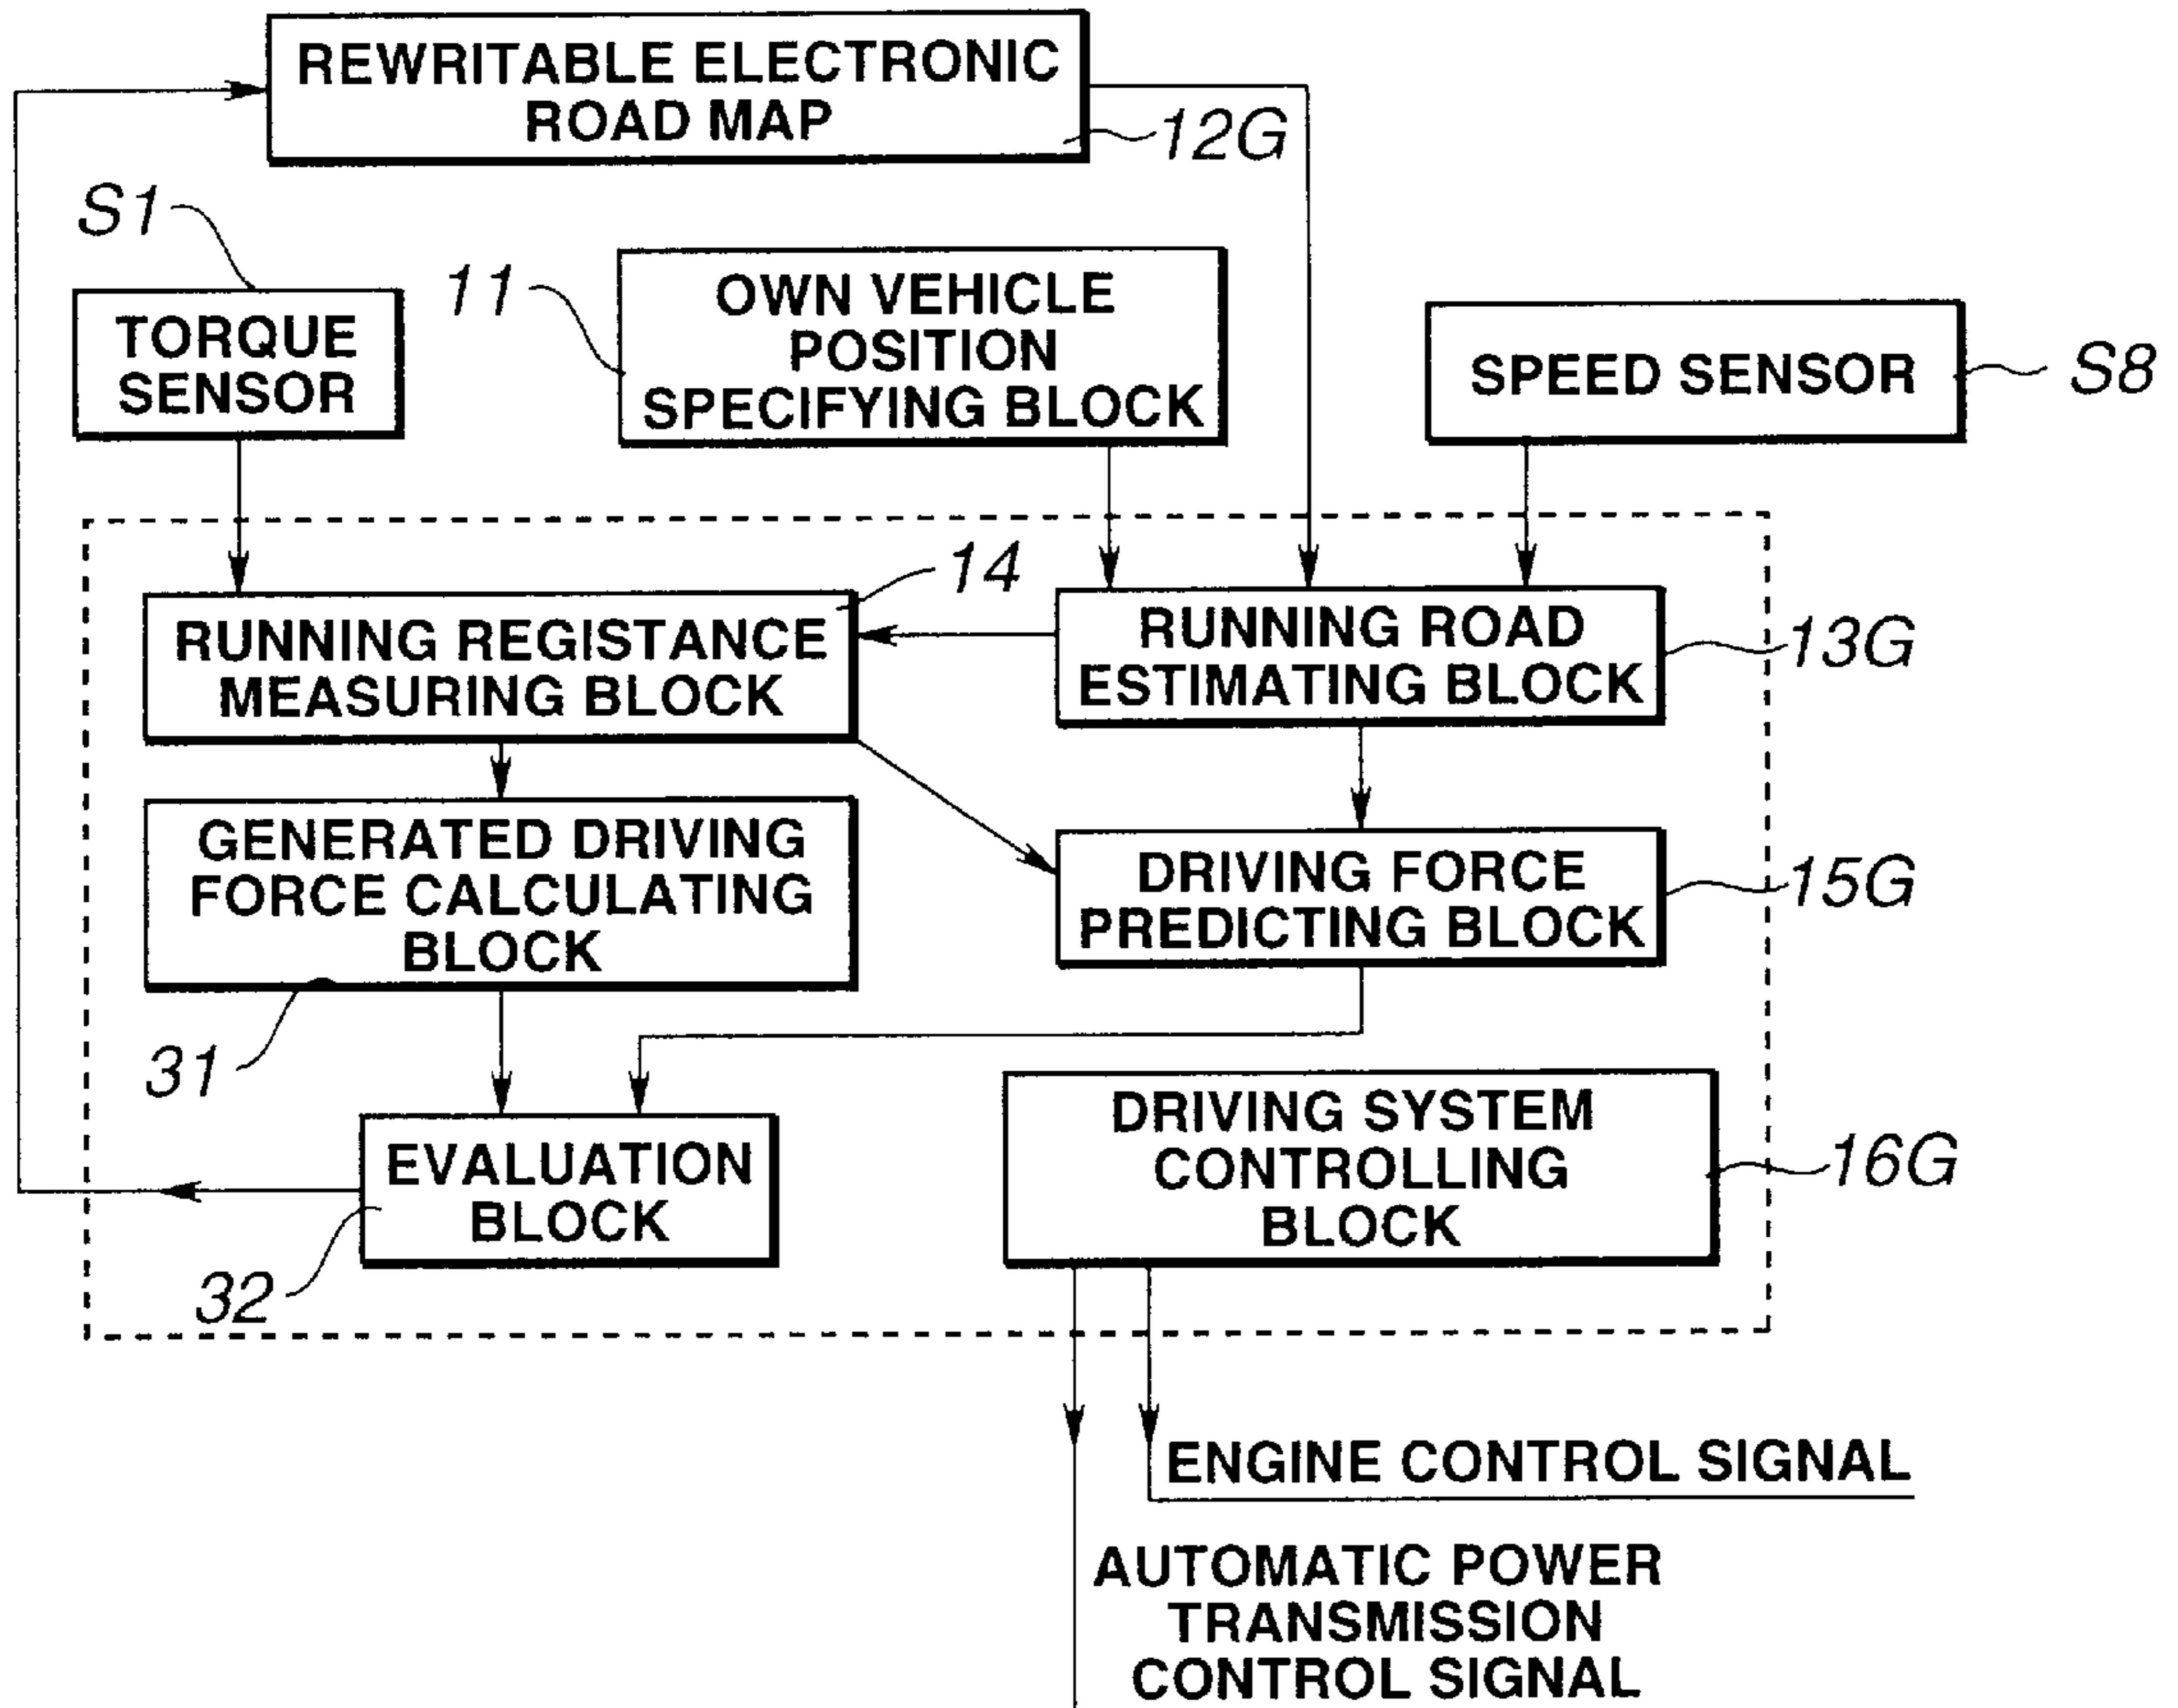 REWRITABLE ELECTRONIC
ROAD MAP
12G
S1
TORQUE
SENSOR
11
OWN VEHICLE
POSITION
SPECIFYING BLOCK
SPEED SENSOR
S8
14
RUNNING REGISTANCE
MEASURING BLOCK
RUNNING ROAD
ESTIMATING BLOCK
13G
GENERATED DRIVING
FORCE CALCULATING
BLOCK
31
DRIVING FORCE
PREDICTING BLOCK
15G
EVALUATION
BLOCK
32
DRIVING SYSTEM
CONTROLLING
BLOCK
16G
ENGINE CONTROL SIGNAL
AUTOMATIC POWER
TRANSMISSION
CONTROL SIGNAL